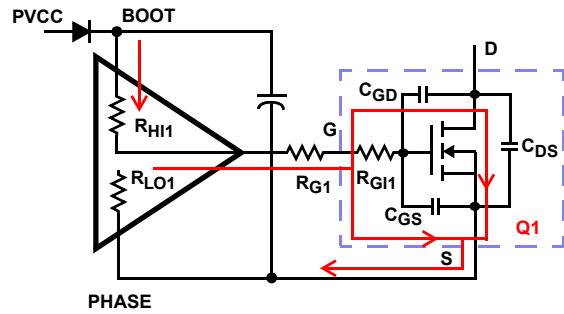 PVCC
BOOT
D
CGD
G
RHI1
CDS
RLO1
RG1
RGI1
CGS
Q1
S
PHASE